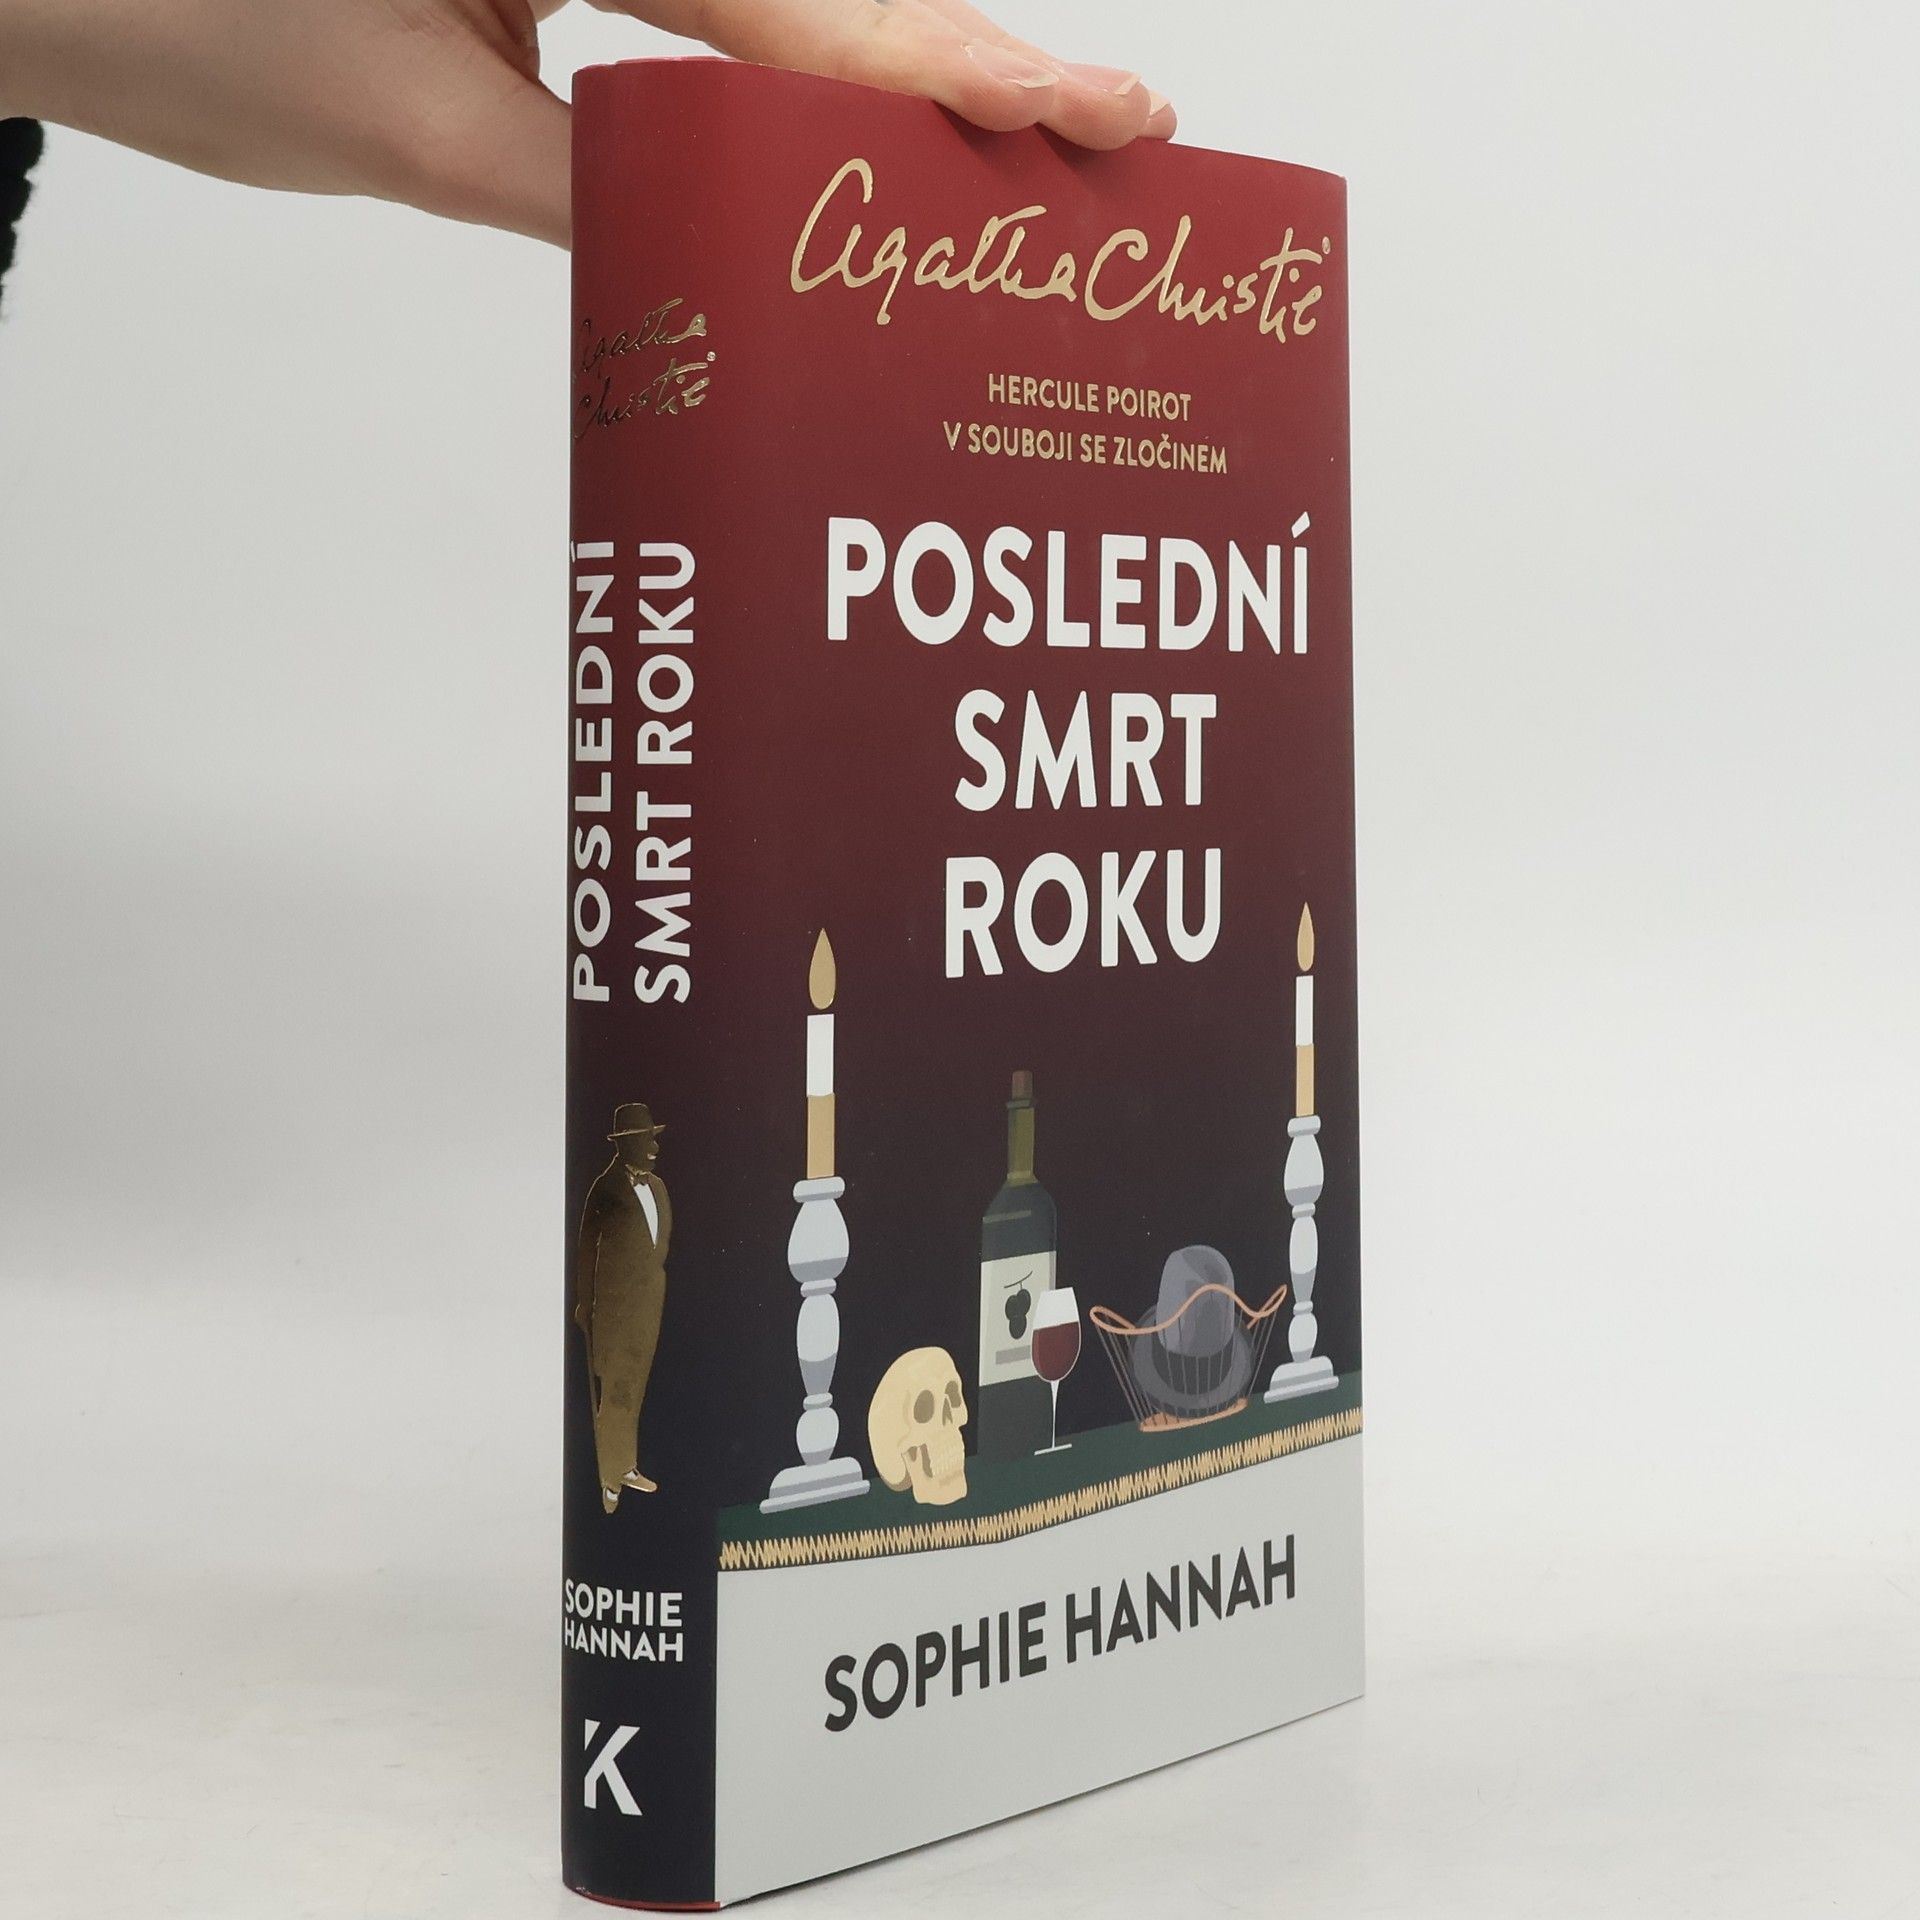 Agatha Christie®
HERCULE POIROT
V SOUBOJI SE ZLOČINEM
POSLEDNÍ
SMRT
ROKU
SOPHIE HANNAH
Agatha
Christie®
POSLEDNÍ
SMRT ROKU
SOPHIE
HANNAH
K